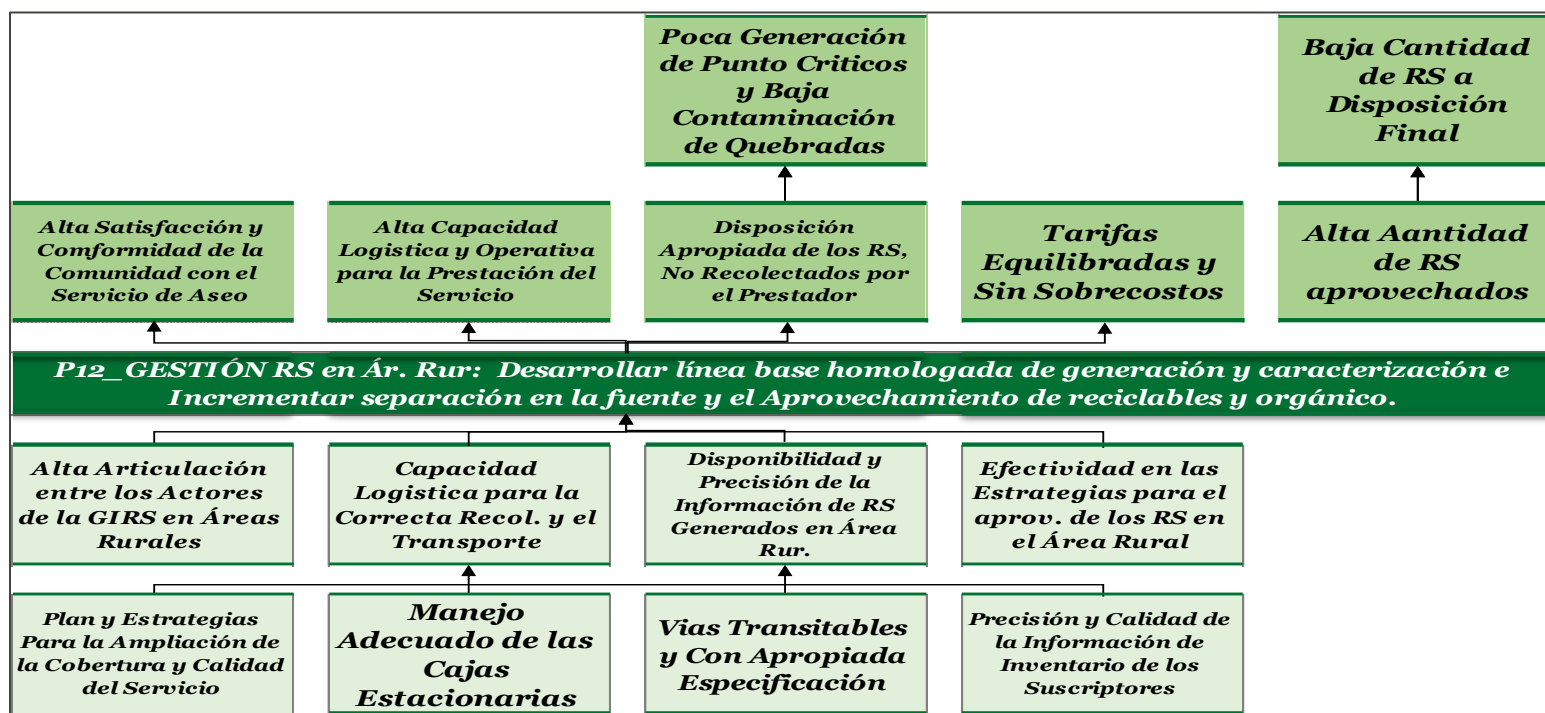 Poca Generación
de Punto Criticos
y Baja
Contaminación
de Quebradas
Baja Cantidad
de RS a
Disposición
Final
Alta Satisfacción y
Comformidad de la
Comunidad con el
Servicio de Aseo
Alta Capacidad
Logistica y Operativa
para la Prestación del
Servicio
Disposición
Apropiada de los RS,
No Recolectados por
el Prestador
Tarifas
Equilibradas y
Sin Sobrecostos
Alta Aantidad
de RS
aprovechados
P12_GESTIÓN RS en Ár. Rur: Desarrollar línea base homologada de generación y caracterización e
Incrementar separación en la fuente y el Aprovechamiento de reciclables y orgánico.
Alta Articulación
entre los Actores
de la GIRS en Áreas
Rurales
Capacidad
Logistica para la
Correcta Recol. y el
Transporte
Disponibilidad y
Precisión de la
Información de RS
Generados en Área
Rur.
Efectividad en las
Estrategias para el
aprov. de los RS en
el Área Rural
Plan y Estrategias
Para la Ampliación de
la Cobertura y Calidad
del Servicio
Manejo
Adecuado de las
Cajas
Estacionarias
Vias Transitables
y Con Apropiada
Especificación
Precisión y Calidad de
la Información de
Inventario de los
Suscriptores